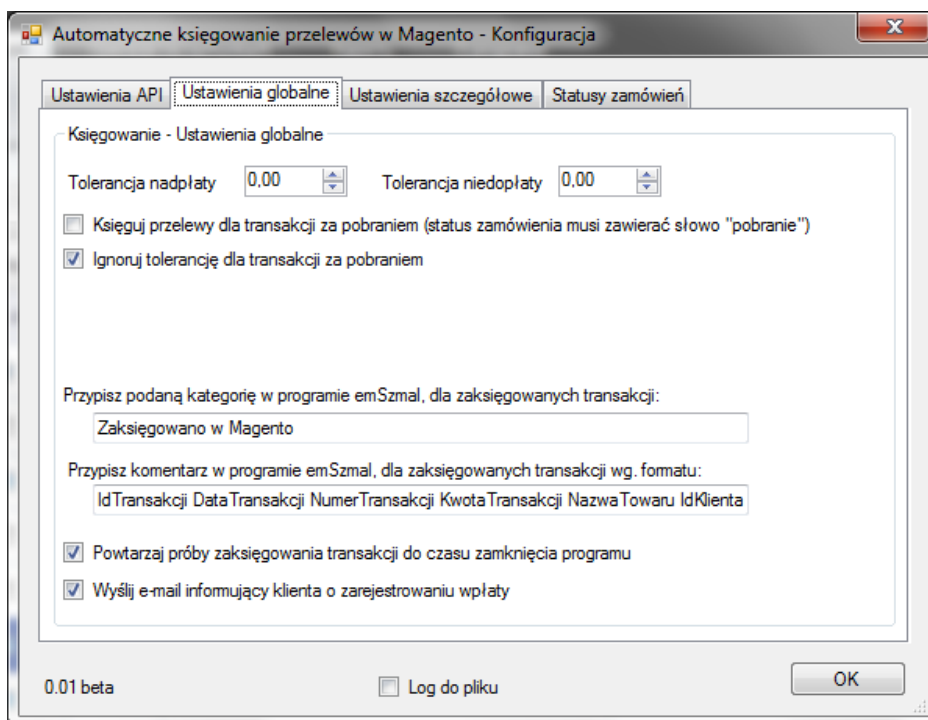 Automatyczne księgowanie przelewów w Magento - Konfiguracja
Ustawienia API Ustawienia globalne Ustawienia szczegółowe Statusy zamówień
Księgowanie - Ustawienia globalne
Tolerancja nadpłaty 0,00 Tolerancja niedopłaty 0,00
Księguj przelewy dla transakcji za pobraniem (status zamówienia musi zawierać słowo "pobranie")
Ignoruj tolerancję dla transakcji za pobraniem
Przypisz podaną kategorię w programie emSzmal, dla zaksięgowanych transakcji:
Zaksięgowano w Magento
Przypisz komentarz w programie emSzmal, dla zaksięgowanych transakcji wg. formatu:
IdTransakcji DataTransakcji NumerTransakcji KwotaTransakcji NazwaTowaru IdKlienta
Powtarzaj próby zaksięgowania transakcji do czasu zamknięcia programu
Wyślij e-mail informujący klienta o zarejestrowaniu wpłaty
0.01 beta Log do pliku OK